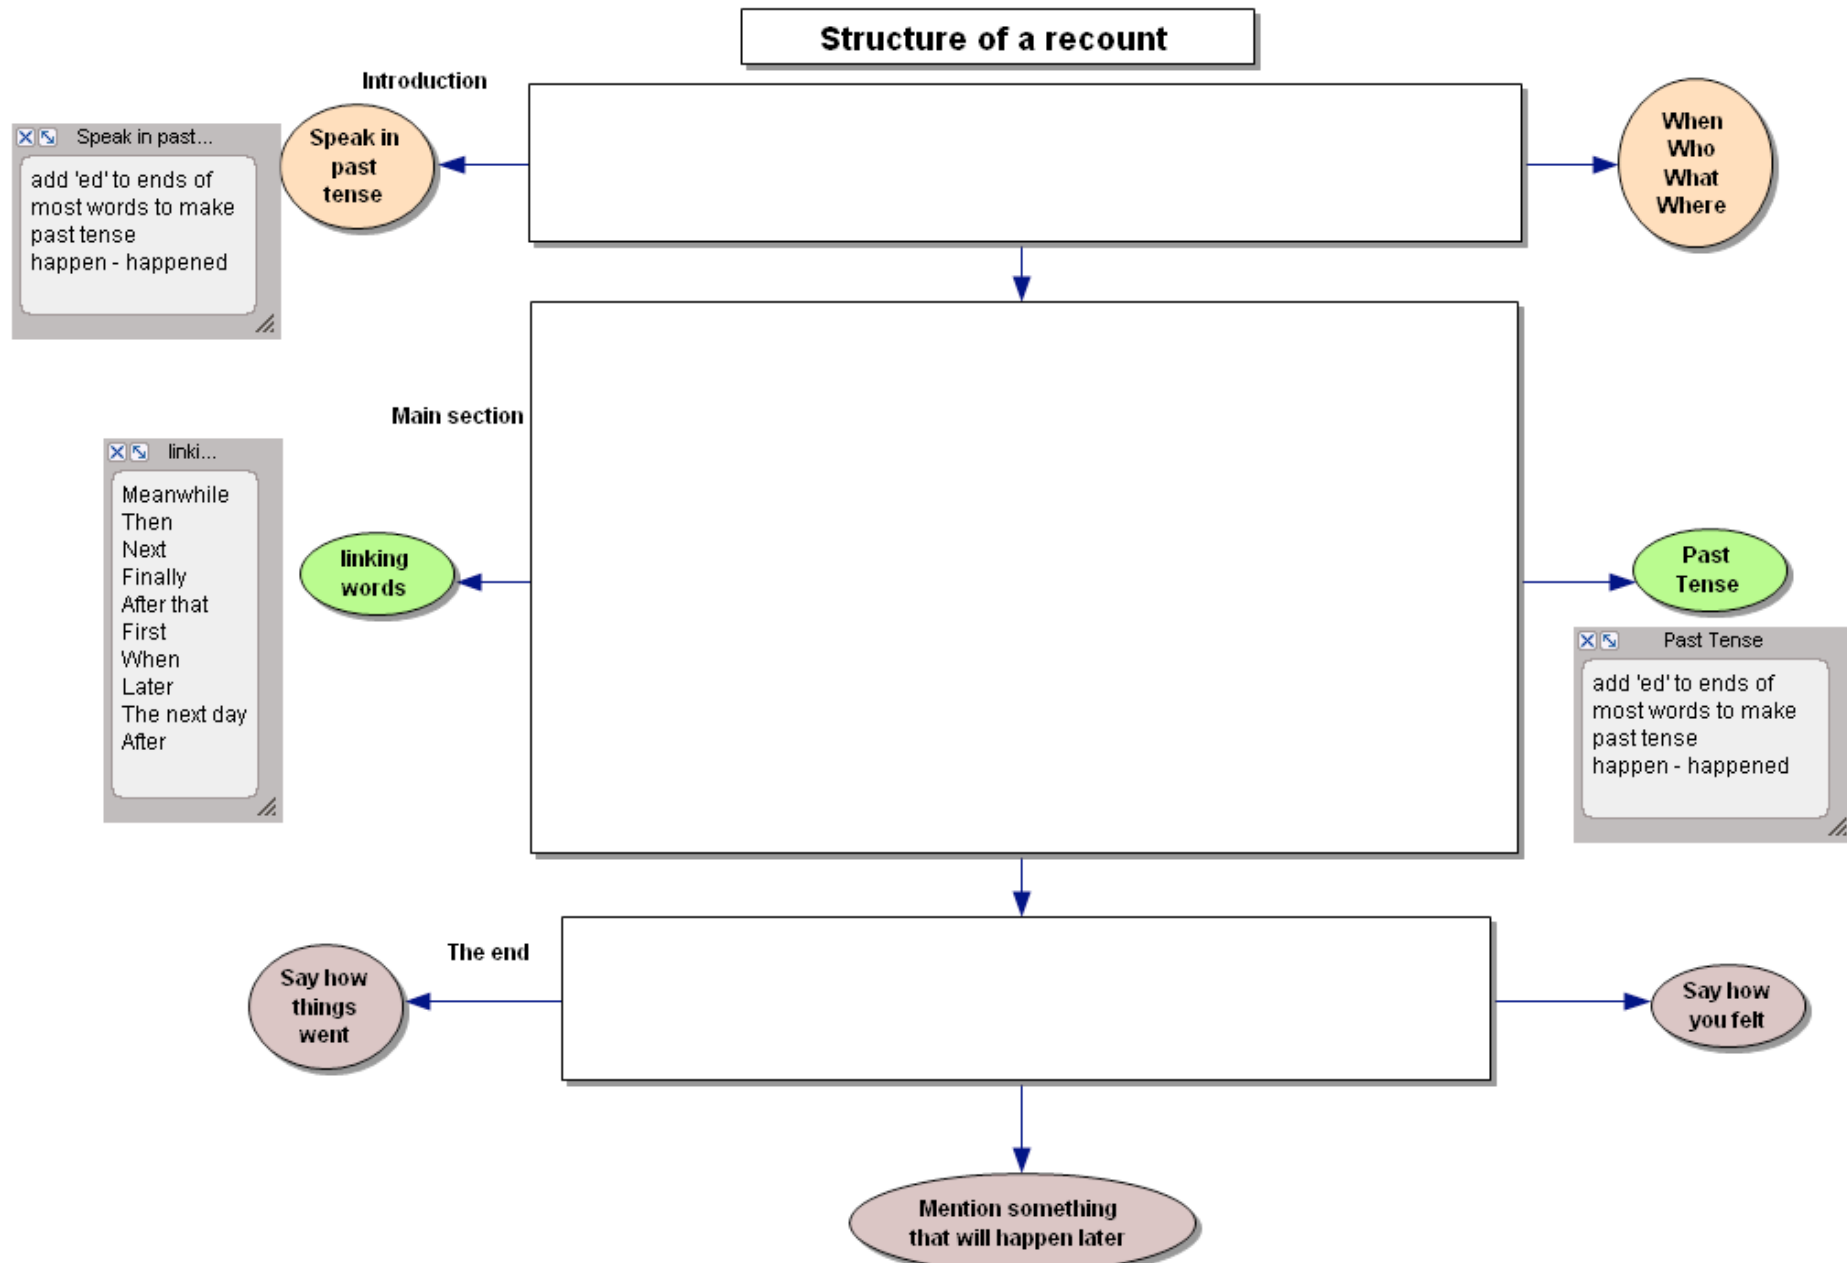 Structure of a recount
Introduction
Speak in past...
add 'ed' to ends of
most words to make
past tense
happen - happened
Speak in
past
tense
When
Who
What
Where
Main section
linki...
Meanwhile
Then
Next
Finally
After that
First
When
Later
The next day
After
linking
words
Past
Tense
Past Tense
add 'ed' to ends of
most words to make
past tense
happen - happened
The end
Say how
things
went
Say how
you felt
Mention something
that will happen later